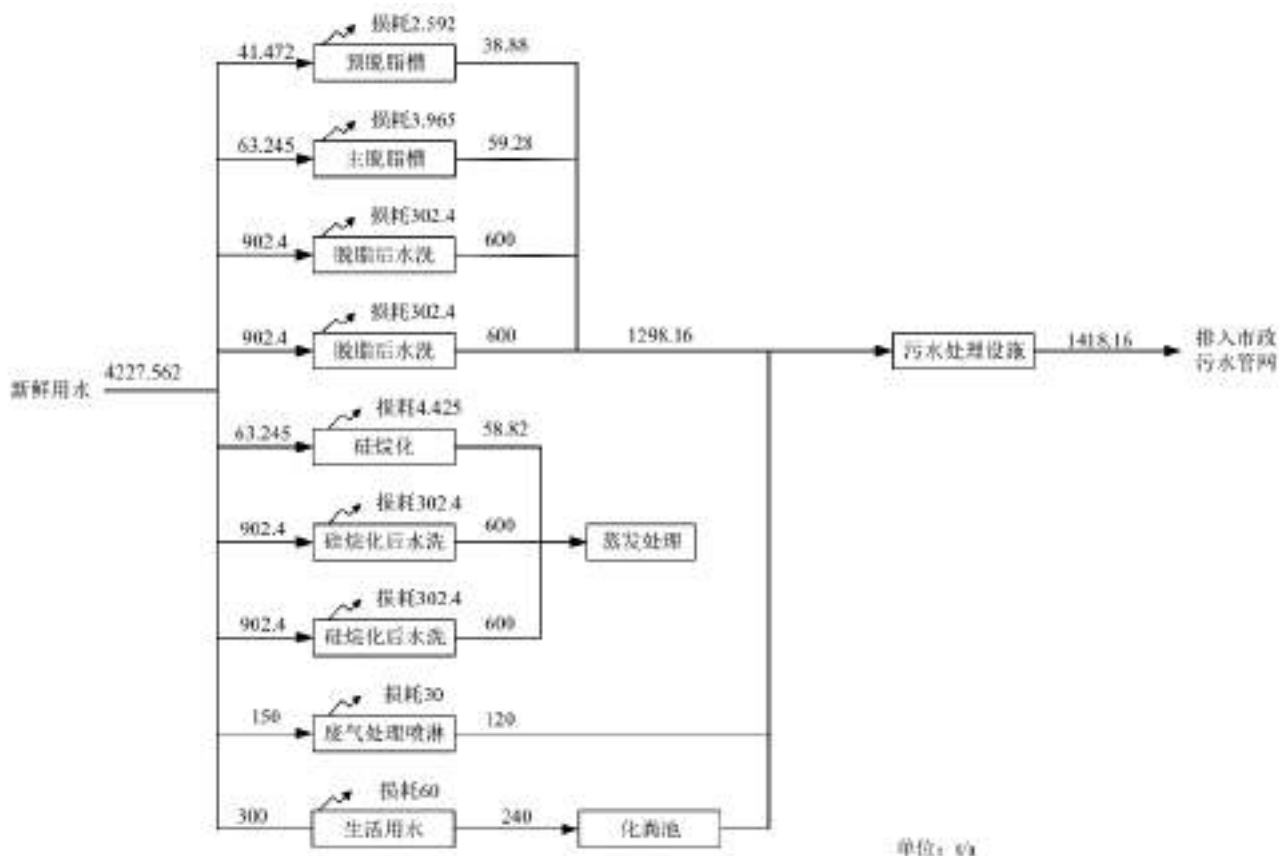 损耗2.592
41.472
预脱脂槽
38.88
损耗3.965
63.245
主脱脂槽
59.28
损耗302.4
902.4
脱脂后水洗
600
损耗302.4
902.4
脱脂后水洗
600
1298.16
污水处理设施
1418.16
排入市政
污水管网
新鲜用水
4227.562
损耗4.425
63.245
硅烷化
58.82
损耗302.4
902.4
硅烷化后水洗
600
蒸发处理
损耗302.4
902.4
硅烷化后水洗
600
损耗30
150
废气处理喷淋
120
损耗60
300
生活用水
240
化粪池
单位：t/a